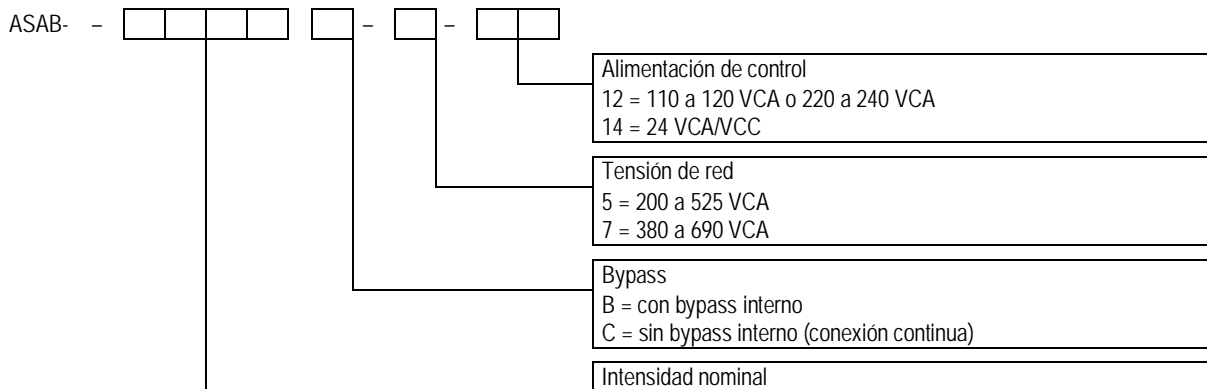 ASAB- – – – –
Alimentación de control
12 = 110 a 120 VCA o 220 a 240 VCA
14 = 24 VCA/VCC
Tensión de red
5 = 200 a 525 VCA
7 = 380 a 690 VCA
Bypass
B = con bypass interno
C = sin bypass interno (conexión continua)
Intensidad nominal